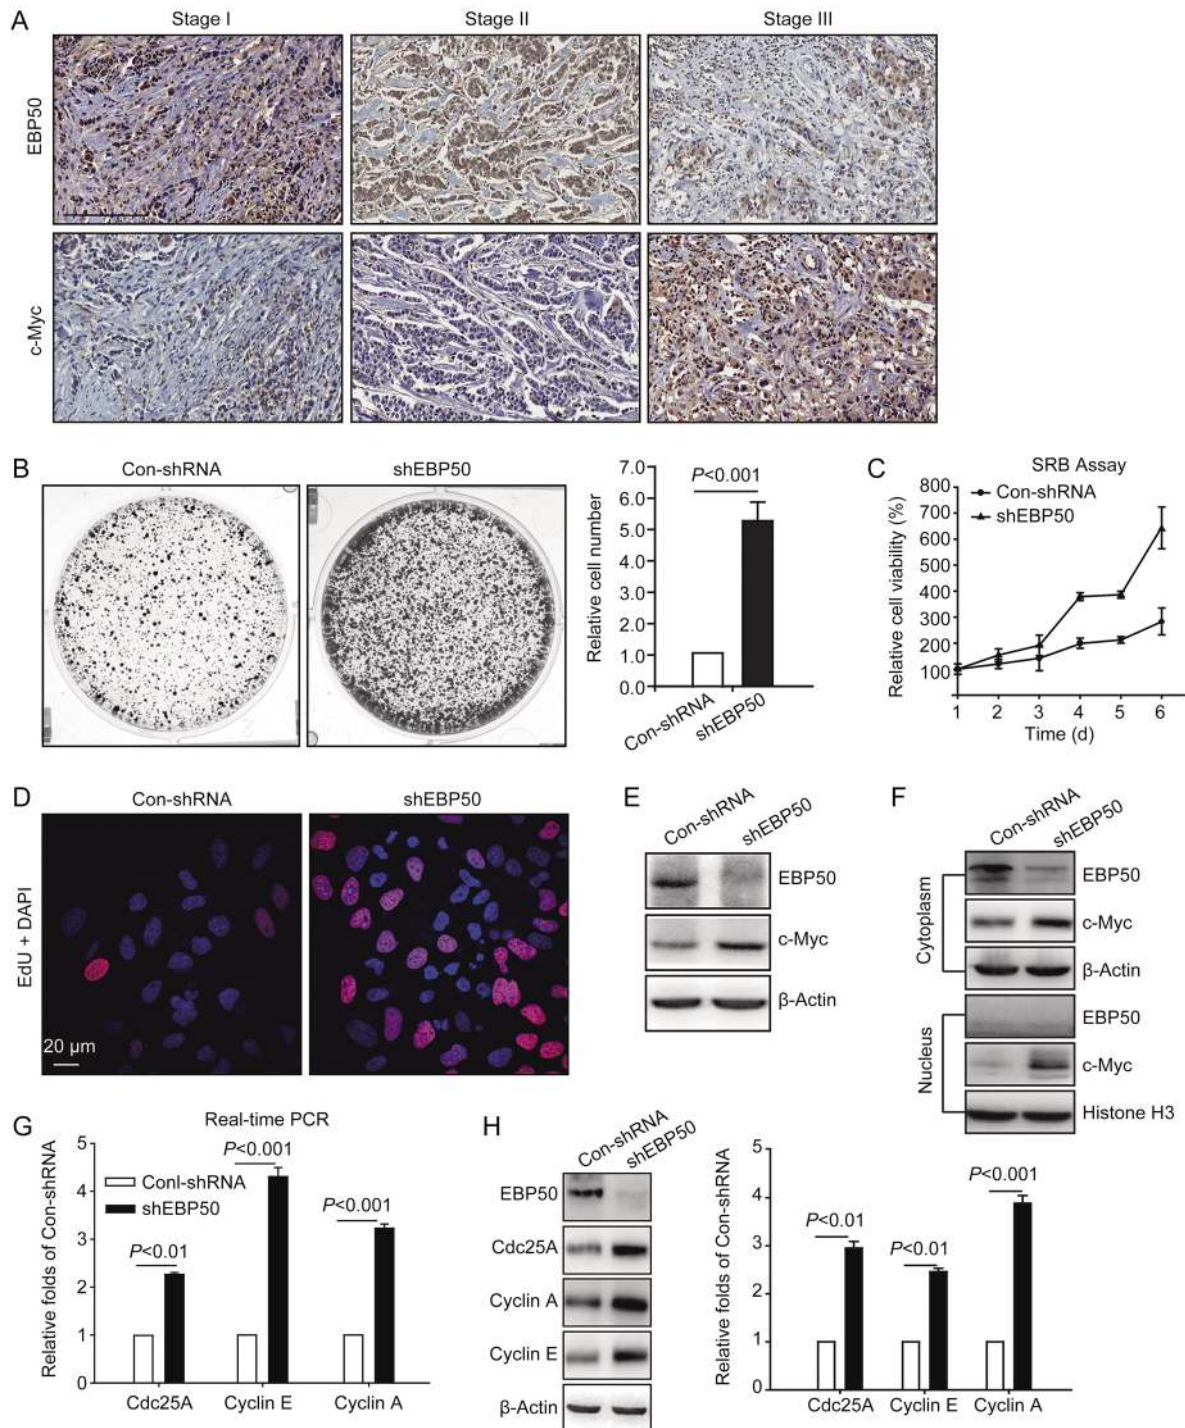 A
Stage I
Stage II
Stage III
EBP50
c-Myc
B
Con-shRNA
shEBP50
Relative cell number
7.0
6.0
5.0
4.0
3.0
2.0
1.0
0.0
P<0.001
Con-shRNA
shEBP50
C
SRB Assay
Con-shRNA
shEBP50
Relative cell viability (%)
800
700
600
500
400
300
200
100
1 2 3 4 5 6
Time (d)
D
Con-shRNA
shEBP50
EdU + DAPI
20 µm
E
Con-shRNA
shEBP50
EBP50
c-Myc
β-Actin
F
Con-shRNA
shEBP50
Cytoplasm
EBP50
c-Myc
β-Actin
Nucleus
EBP50
c-Myc
Histone H3
G
Real-time PCR
Relative folds of Con-shRNA
5
4
3
2
1
0
Conl-shRNA
shEBP50
P<0.01
P<0.001
P<0.001
Cdc25A
Cyclin E
Cyclin A
H
Con-shRNA
shEBP50
EBP50
Cdc25A
Cyclin A
Cyclin E
β-Actin
Relative folds of Con-shRNA
5
4
3
2
1
0
P<0.01
P<0.01
P<0.001
Cdc25A
Cyclin E
Cyclin A